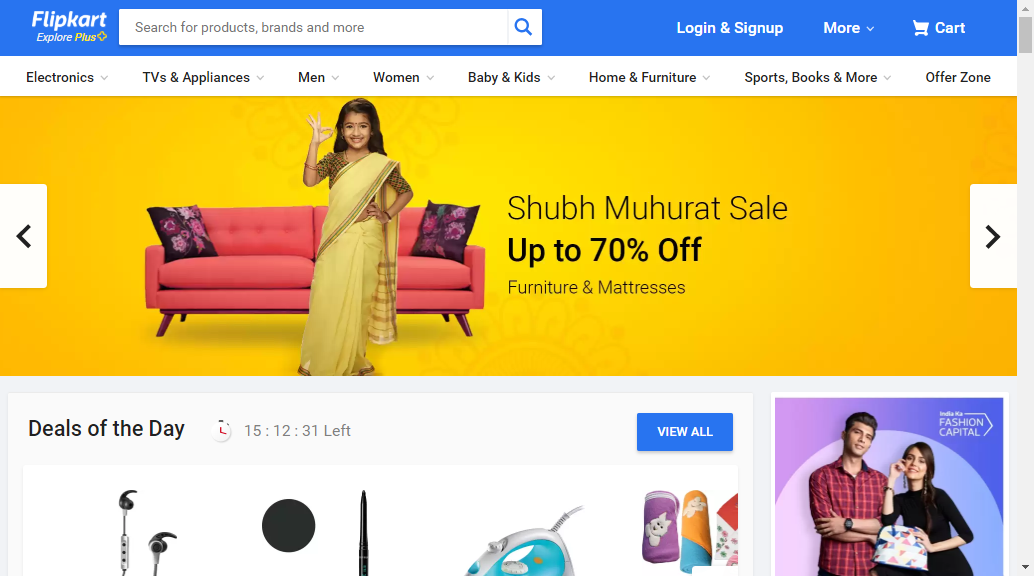 Flipkart
Explore Plus
Search for products, brands and more
Login & Signup
More
Cart
Electronics
TVs & Appliances
Men
Women
Baby & Kids
Home & Furniture
Sports, Books & More
Offer Zone
Shubh Muhurat Sale
Up to 70% Off
Furniture & Mattresses
Deals of the Day
15 : 12 : 31 Left
VIEW ALL
India Ka
FASHION
CAPITAL